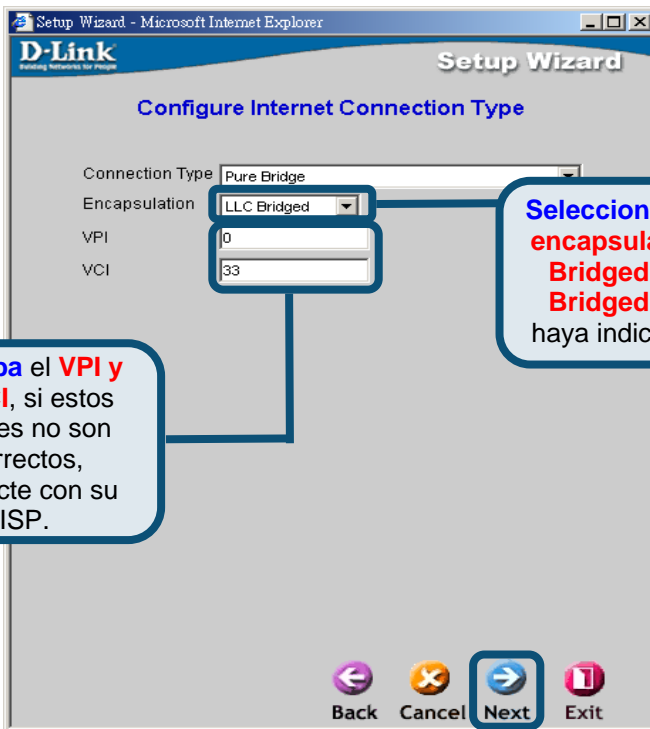 Setup Wizard - Microsoft Internet Explorer
D-Link
Building Networks for People
Setup Wizard
Configure Internet Connection Type
Connection Type Pure Bridge
Encapsulation LLC Bridged
VPI 0
VCI 33
Seleccion
encapsula
Bridged
Bridged
haya indic
ba el VPI y
CI, si estos
es no son
rrectos,
cte con su
ISP.
Back Cancel Next Exit